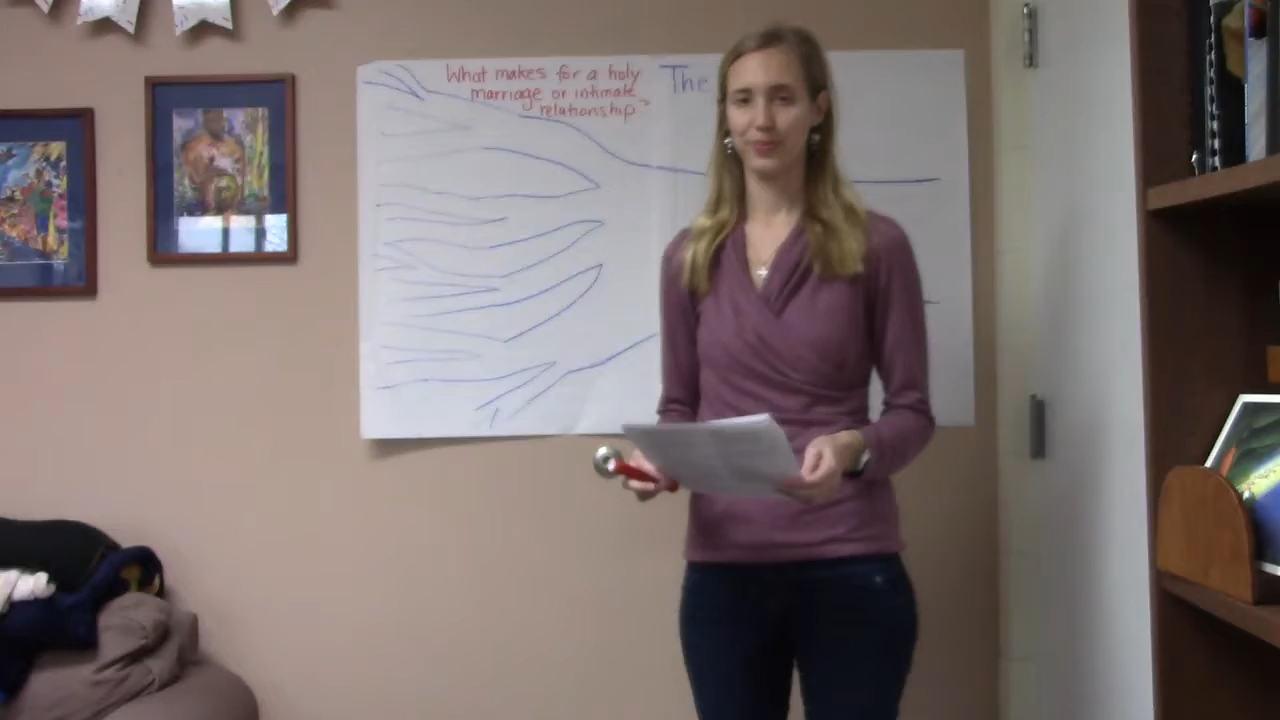 What makes for a holy
marriage or intimate
relationship?
The